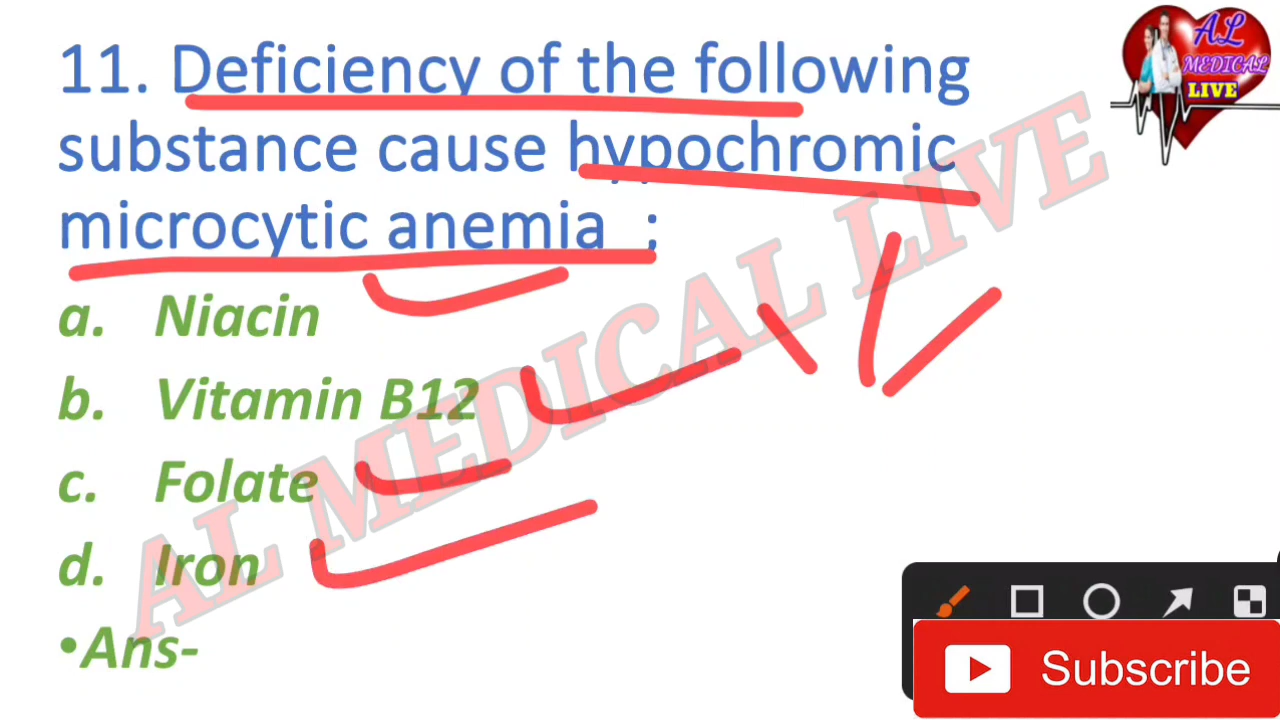 11. Deficiency of the following
substance cause hypochromic
microcytic anemia ;
a. Niacin
b. Vitamin B12
c. Folate
d. Iron
•Ans-
AL MEDICAL LIVE
AL
MEDICAL
LIVE
Subscribe